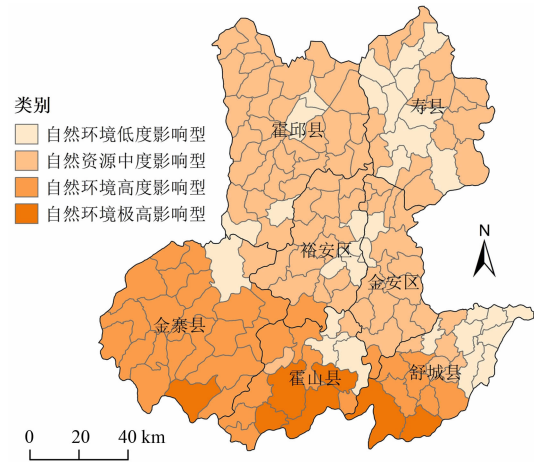 类别
自然环境低度影响型
自然资源中度影响型
自然环境高度影响型
自然环境极高影响型
寿县
霍邱县
裕安区
金安区
N
金寨县
霍山县
舒城县
0 20 40 km